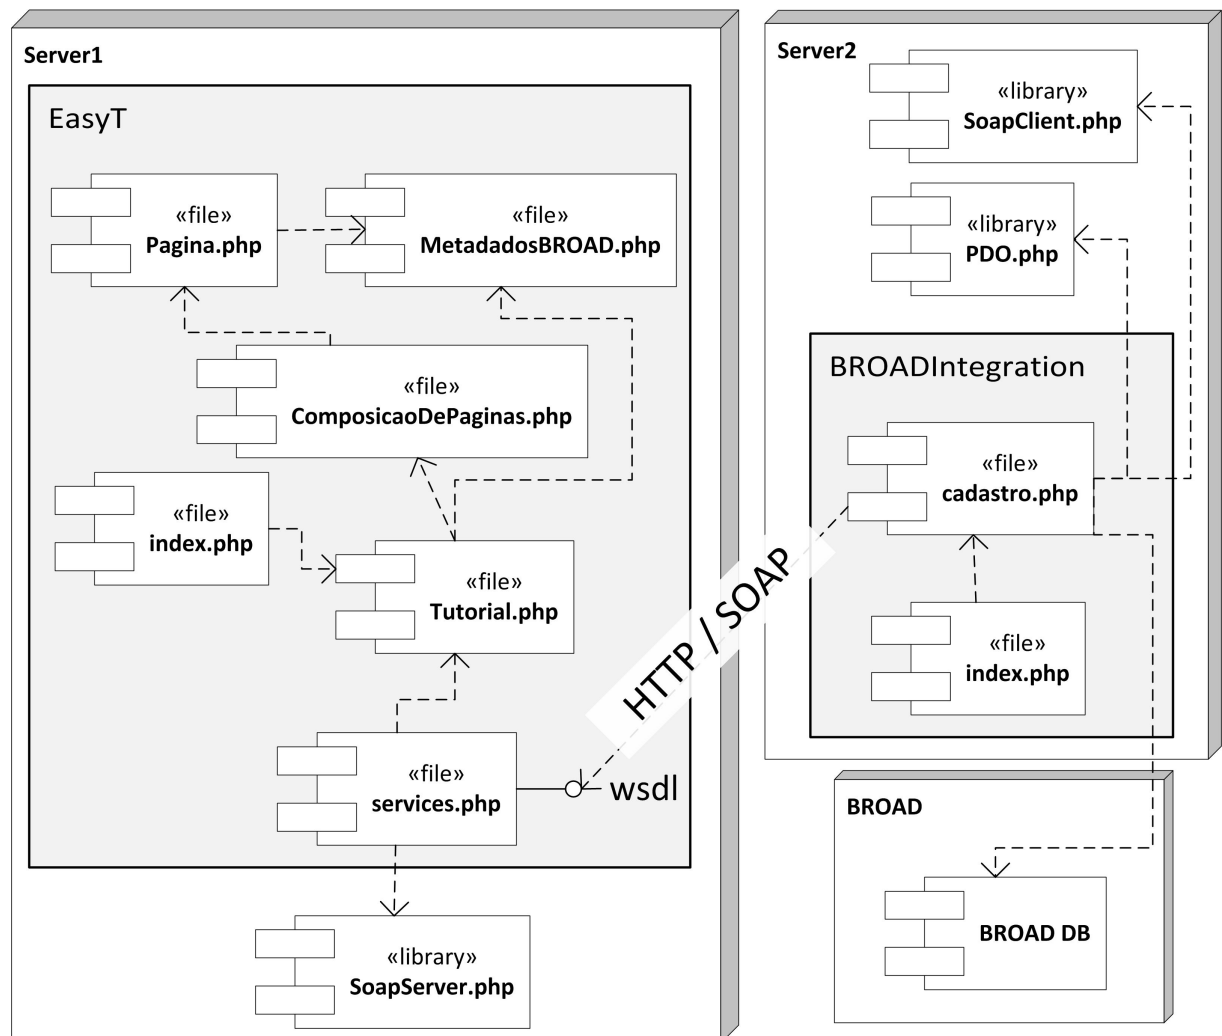 Server1
EasyT
«file»
Pagina.php
«file»
MetadadosBROAD.php
«file»
ComposicaoDePaginas.php
«file»
index.php
«file»
Tutorial.php
«file»
services.php
wsdl
«library»
SoapServer.php
HTTP / SOAP
Server2
«library»
SoapClient.php
«library»
PDO.php
BROADIntegration
«file»
cadastro.php
«file»
index.php
BROAD
BROAD DB